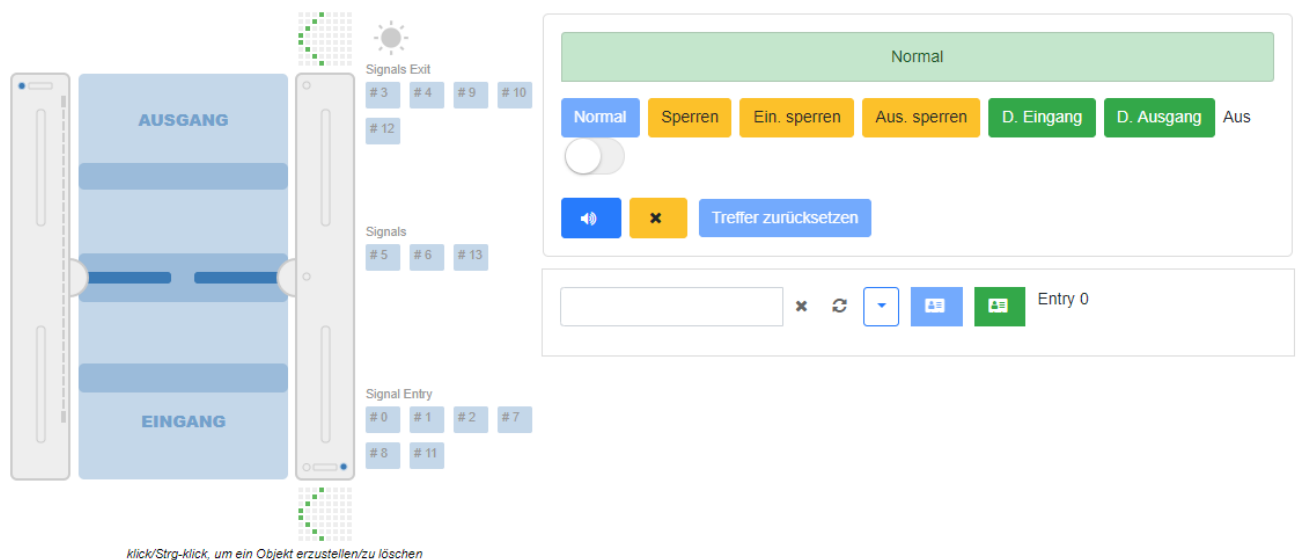 Signals Exit
# 3 # 4 # 9 # 10
# 12
AUSGANG
Signals
# 5 # 6 # 13
Signal Entry
# 0 # 1 # 2 # 7
# 8 # 11
EINGANG
klick/Strg-klick, um ein Objekt erzustellen/zu löschen
Normal
Normal Sperren Ein. sperren Aus. sperren D. Eingang D. Ausgang Aus
Treffer zurücksetzen
Entry 0